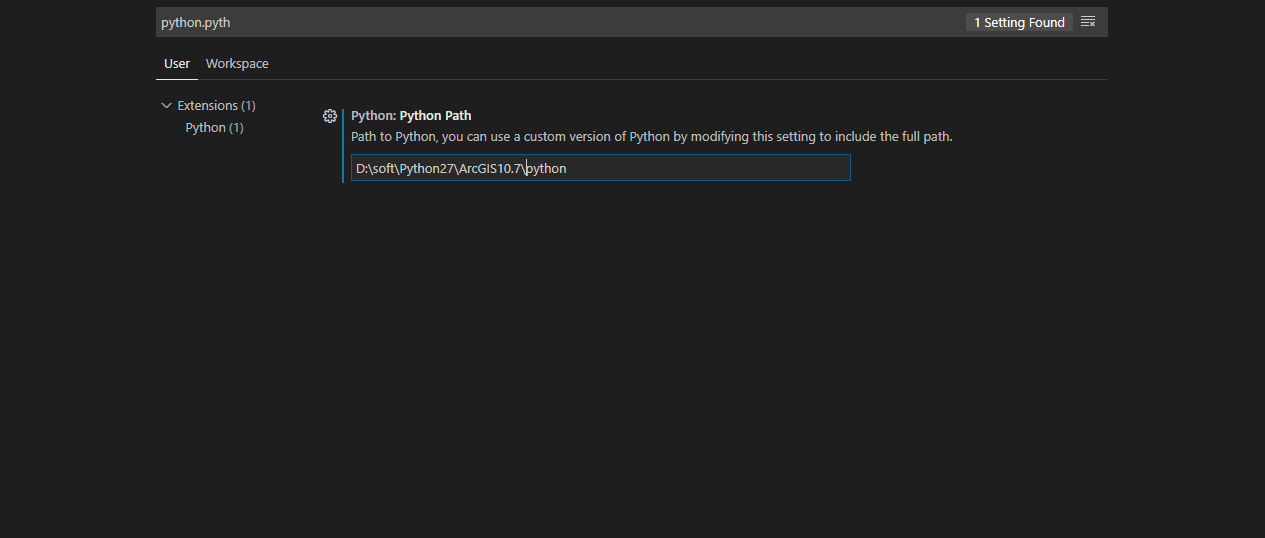 python.pyth
1 Setting Found
User Workspace
Extensions (1)
Python (1)
Python: Python Path
Path to Python, you can use a custom version of Python by modifying this setting to include the full path.
D:\soft\Python27\ArcGIS10.7\python